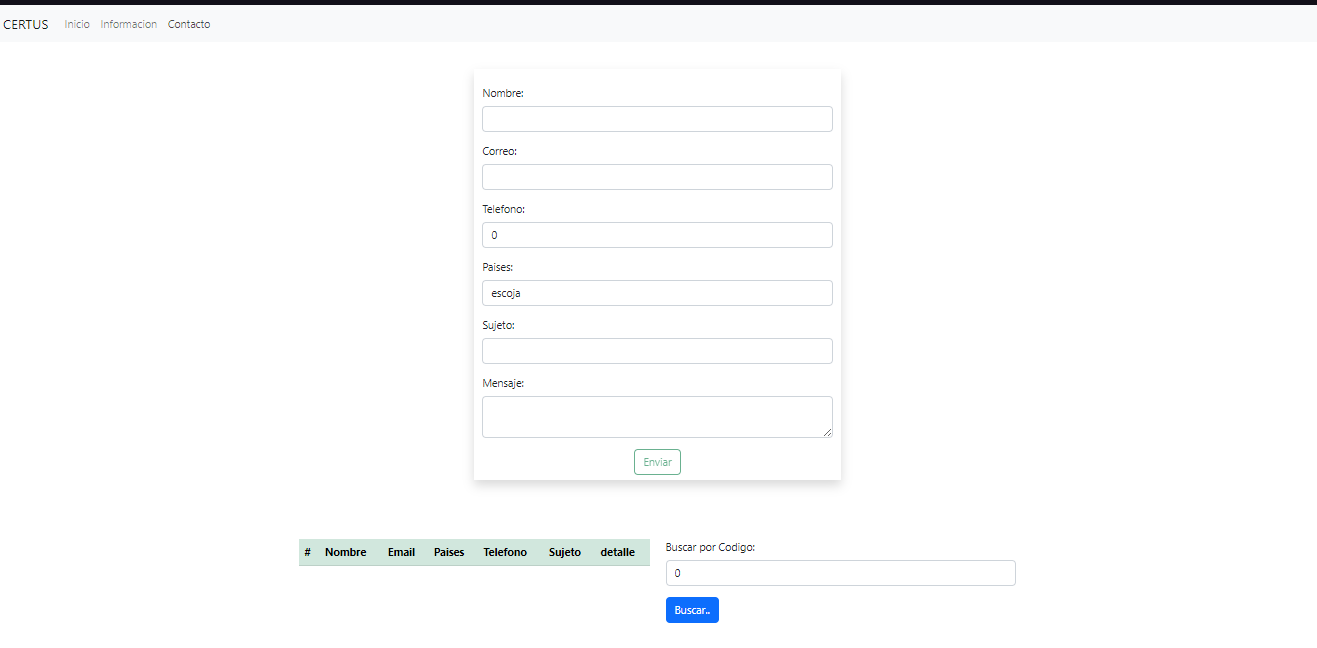 CERTUS Inicio Informacion Contacto
Nombre:
Correo:
Telefono:
0
Paises:
escoja
Sujeto:
Mensaje:
Enviar
# Nombre Email Paises Telefono Sujeto detalle
Buscar por Codigo:
0
Buscar..